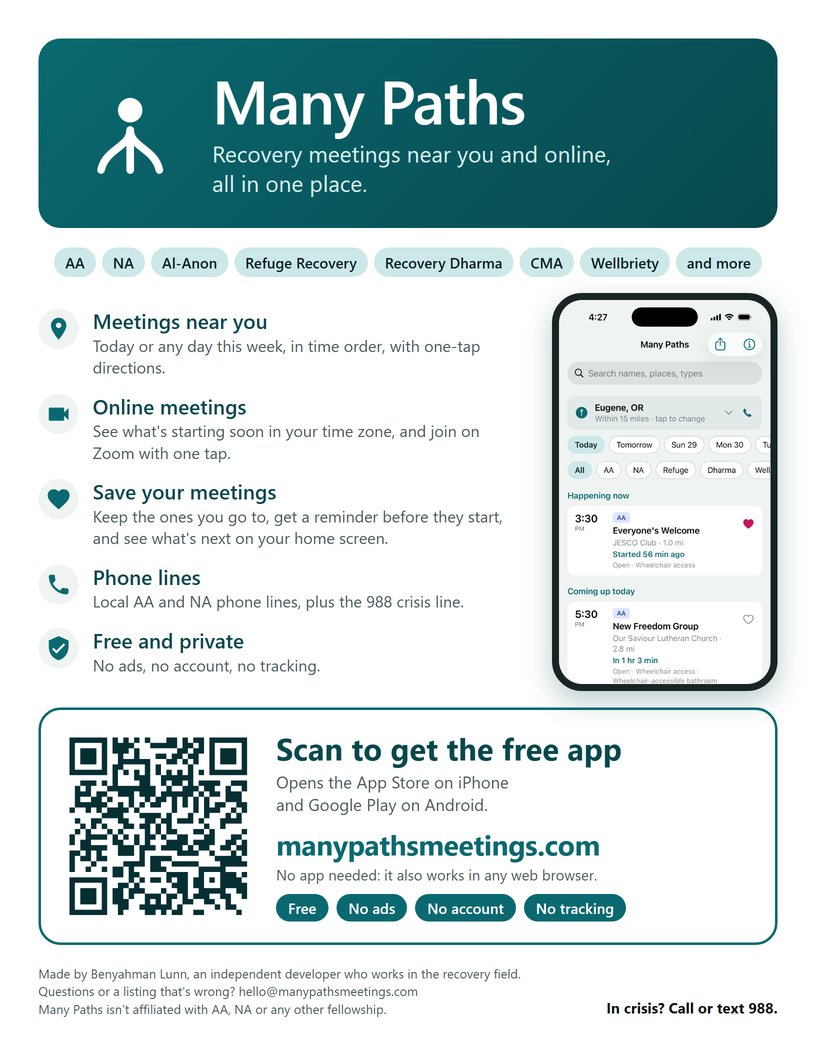 Many Paths
Recovery meetings near you and online,
all in one place.
AA
NA
Al-Anon
Refuge Recovery
Recovery Dharma
CMA
Wellbriety
and more
Meetings near you
Today or any day this week, in time order, with one-tap
directions.
Online meetings
See what's starting soon in your time zone, and join on
Zoom with one tap.
Save your meetings
Keep the ones you go to, get a reminder before they start,
and see what's next on your home screen.
Phone lines
Local AA and NA phone lines, plus the 988 crisis line.
Free and private
No ads, no account, no tracking.
4:27
Many Paths
Search names, places, types
Eugene, OR
Within 15 miles · tap to change
Today
Tomorrow
Sun 29
Mon 30
Tu
All
AA
NA
Refuge
Dharma
Well
Happening now
3:30
PM
AA
Everyone's Welcome
JESCO Club · 1.0 mi
Started 56 min ago
Open · Wheelchair access
Coming up today
5:30
PM
AA
New Freedom Group
Our Saviour Lutheran Church ·
2.8 mi
In 1 hr 3 min
Open · Wheelchair access ·
Wheelchair-accessible bathroom
Scan to get the free app
Opens the App Store on iPhone
and Google Play on Android.
manypathsmeetings.com
No app needed: it also works in any web browser.
Free
No ads
No account
No tracking
Made by Benyahman Lunn, an independent developer who works in the recovery field.
Questions or a listing that's wrong? hello@manypathsmeetings.com
Many Paths isn't affiliated with AA, NA or any other fellowship.
In crisis? Call or text 988.